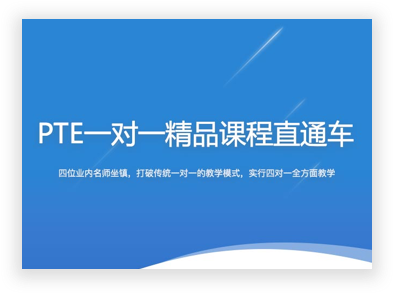 PTE一对一精品课程直通车
四位业内名师坐镇，打破传统一对一的教学模式，实行四对一全方面教学